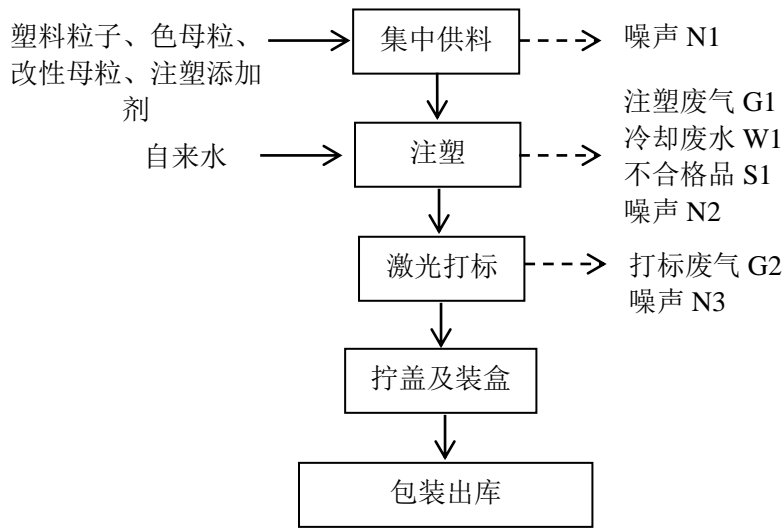 塑料粒子、色母粒、
改性母粒、注塑添加
剂
集中供料
噪声 N1
自来水
注塑
注塑废气 G1
冷却废水 W1
不合格品 S1
噪声 N2
激光打标
打标废气 G2
噪声 N3
拧盖及装盒
包装出库